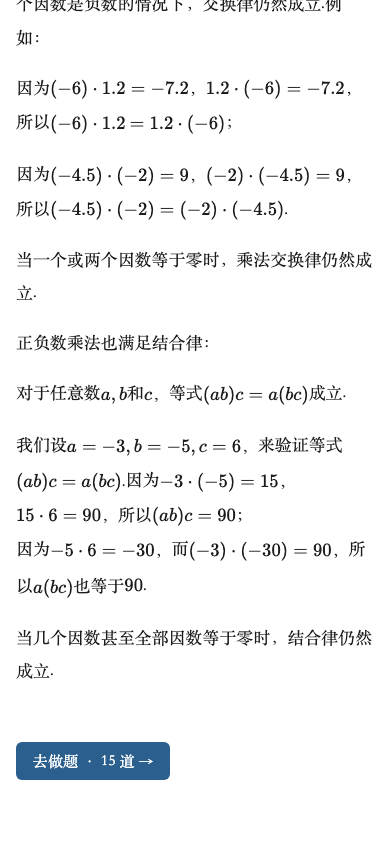 个因数是负数的情况下，交换律仍然成立.例
如：
因为(−6) · 1.2 = −7.2，1.2 · (−6) = −7.2，
所以(−6) · 1.2 = 1.2 · (−6)；
因为(−4.5) · (−2) = 9，(−2) · (−4.5) = 9，
所以(−4.5) · (−2) = (−2) · (−4.5).
当一个或两个因数等于零时，乘法交换律仍然成
立.
正负数乘法也满足结合律：
对于任意数a, b和c，等式(ab)c = a(bc)成立.
我们设a = −3, b = −5, c = 6，来验证等式
(ab)c = a(bc).因为−3 · (−5) = 15，
15 · 6 = 90，所以(ab)c = 90；
因为−5 · 6 = −30，而(−3) · (−30) = 90，所
以a(bc)也等于90.
当几个因数甚至全部因数等于零时，结合律仍然
成立.
去做题 · 15 道 →